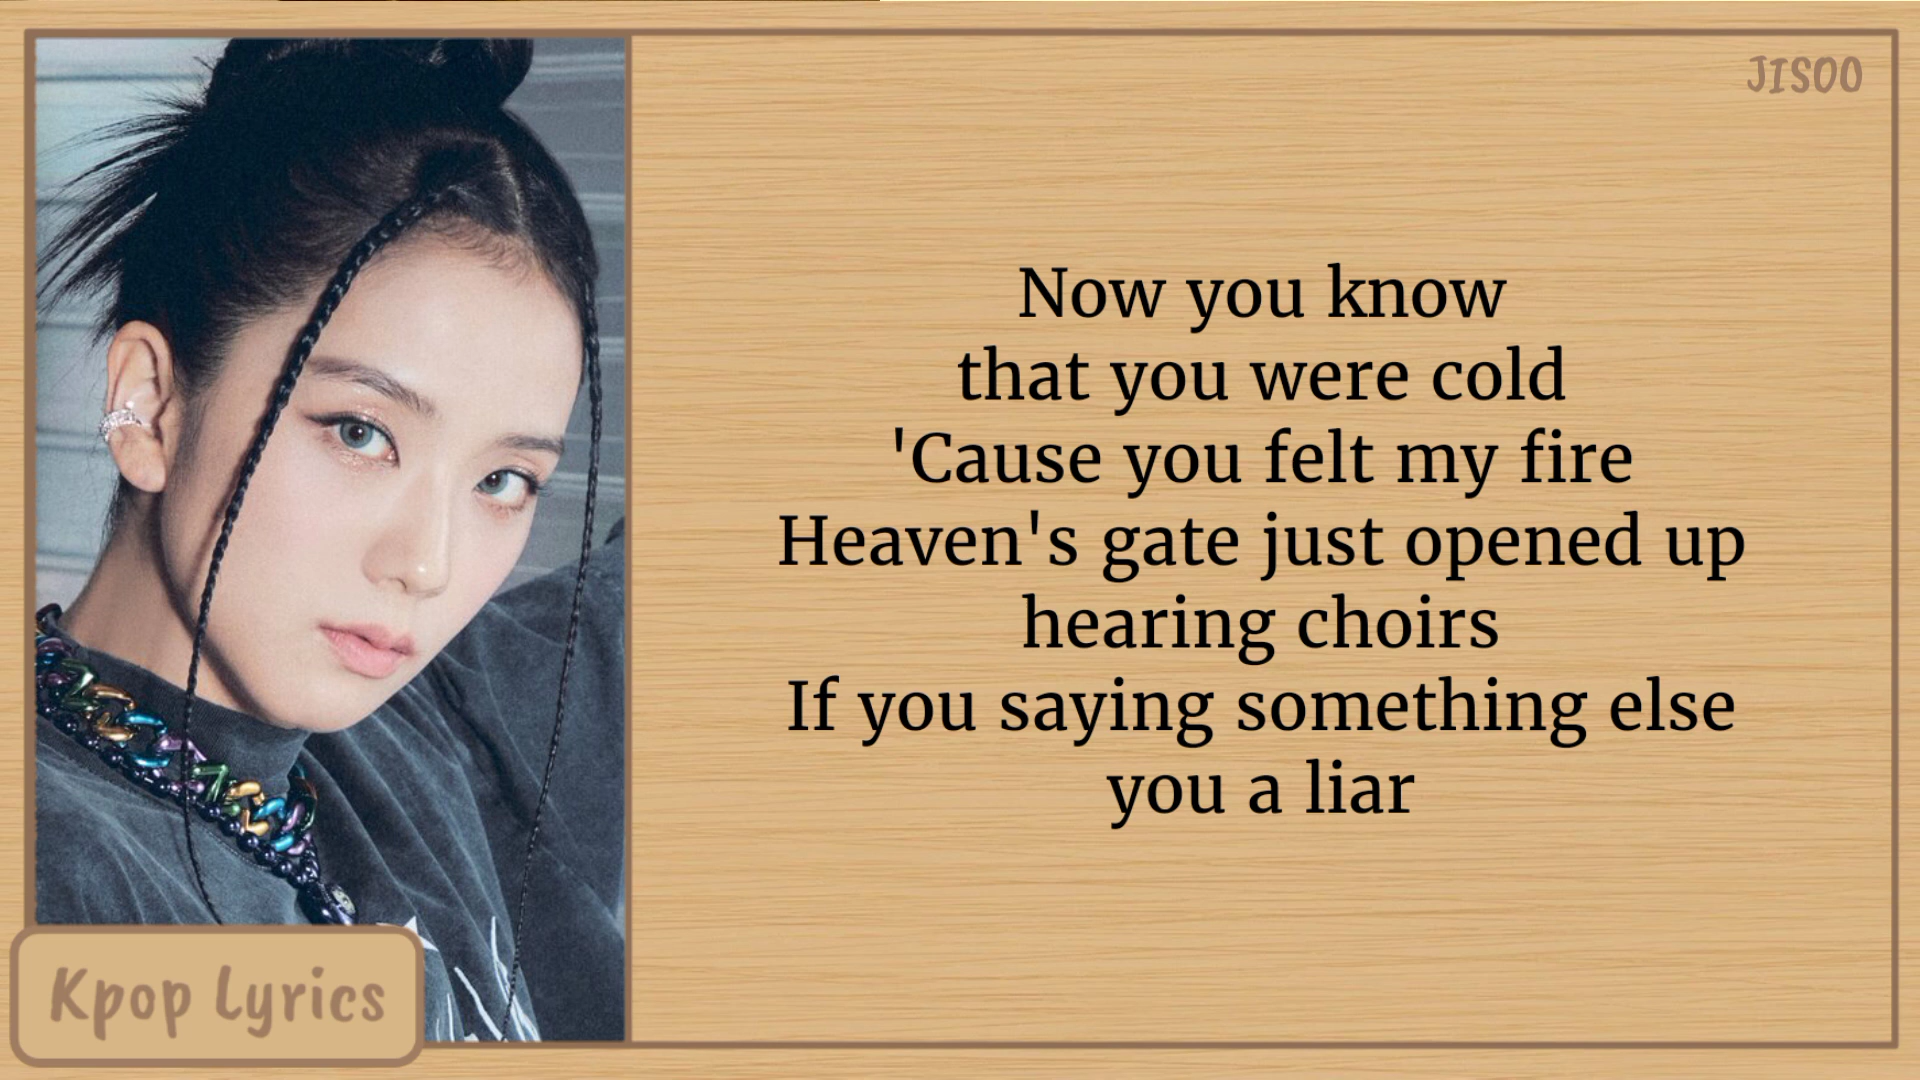 JISOO
Now you know
that you were cold
'Cause you felt my fire
Heaven's gate just opened up
hearing choirs
If you saying something else
you a liar
Kpop Lyrics